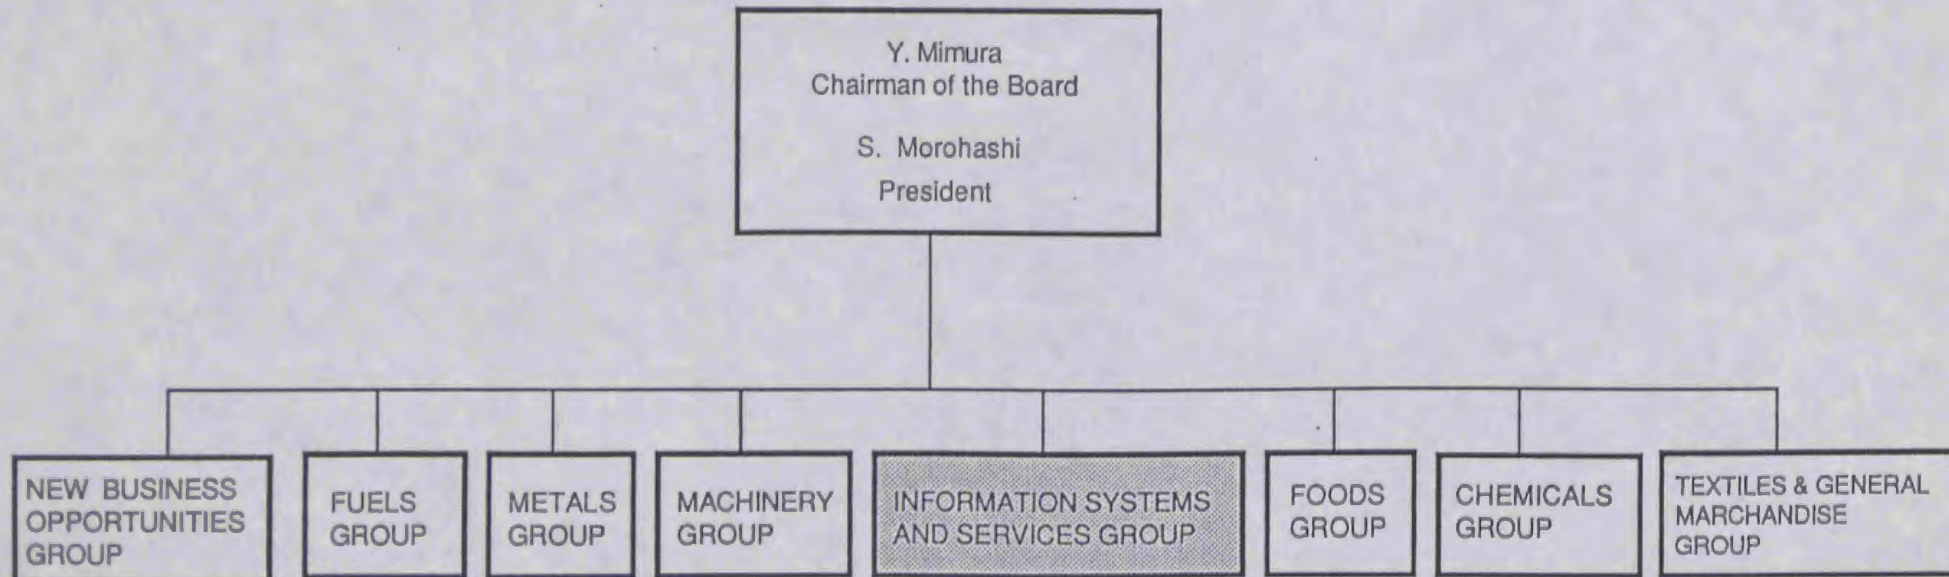 Y. Mimura
Chairman of the Board
S. Morohashi
President
NEW BUSINESS
OPPORTUNITIES
GROUP
FUELS
GROUP
METALS
GROUP
MACHINERY
GROUP
INFORMATION SYSTEMS
AND SERVICES GROUP
FOODS
GROUP
CHEMICALS
GROUP
TEXTILES & GENERAL
MARCHANDISE
GROUP